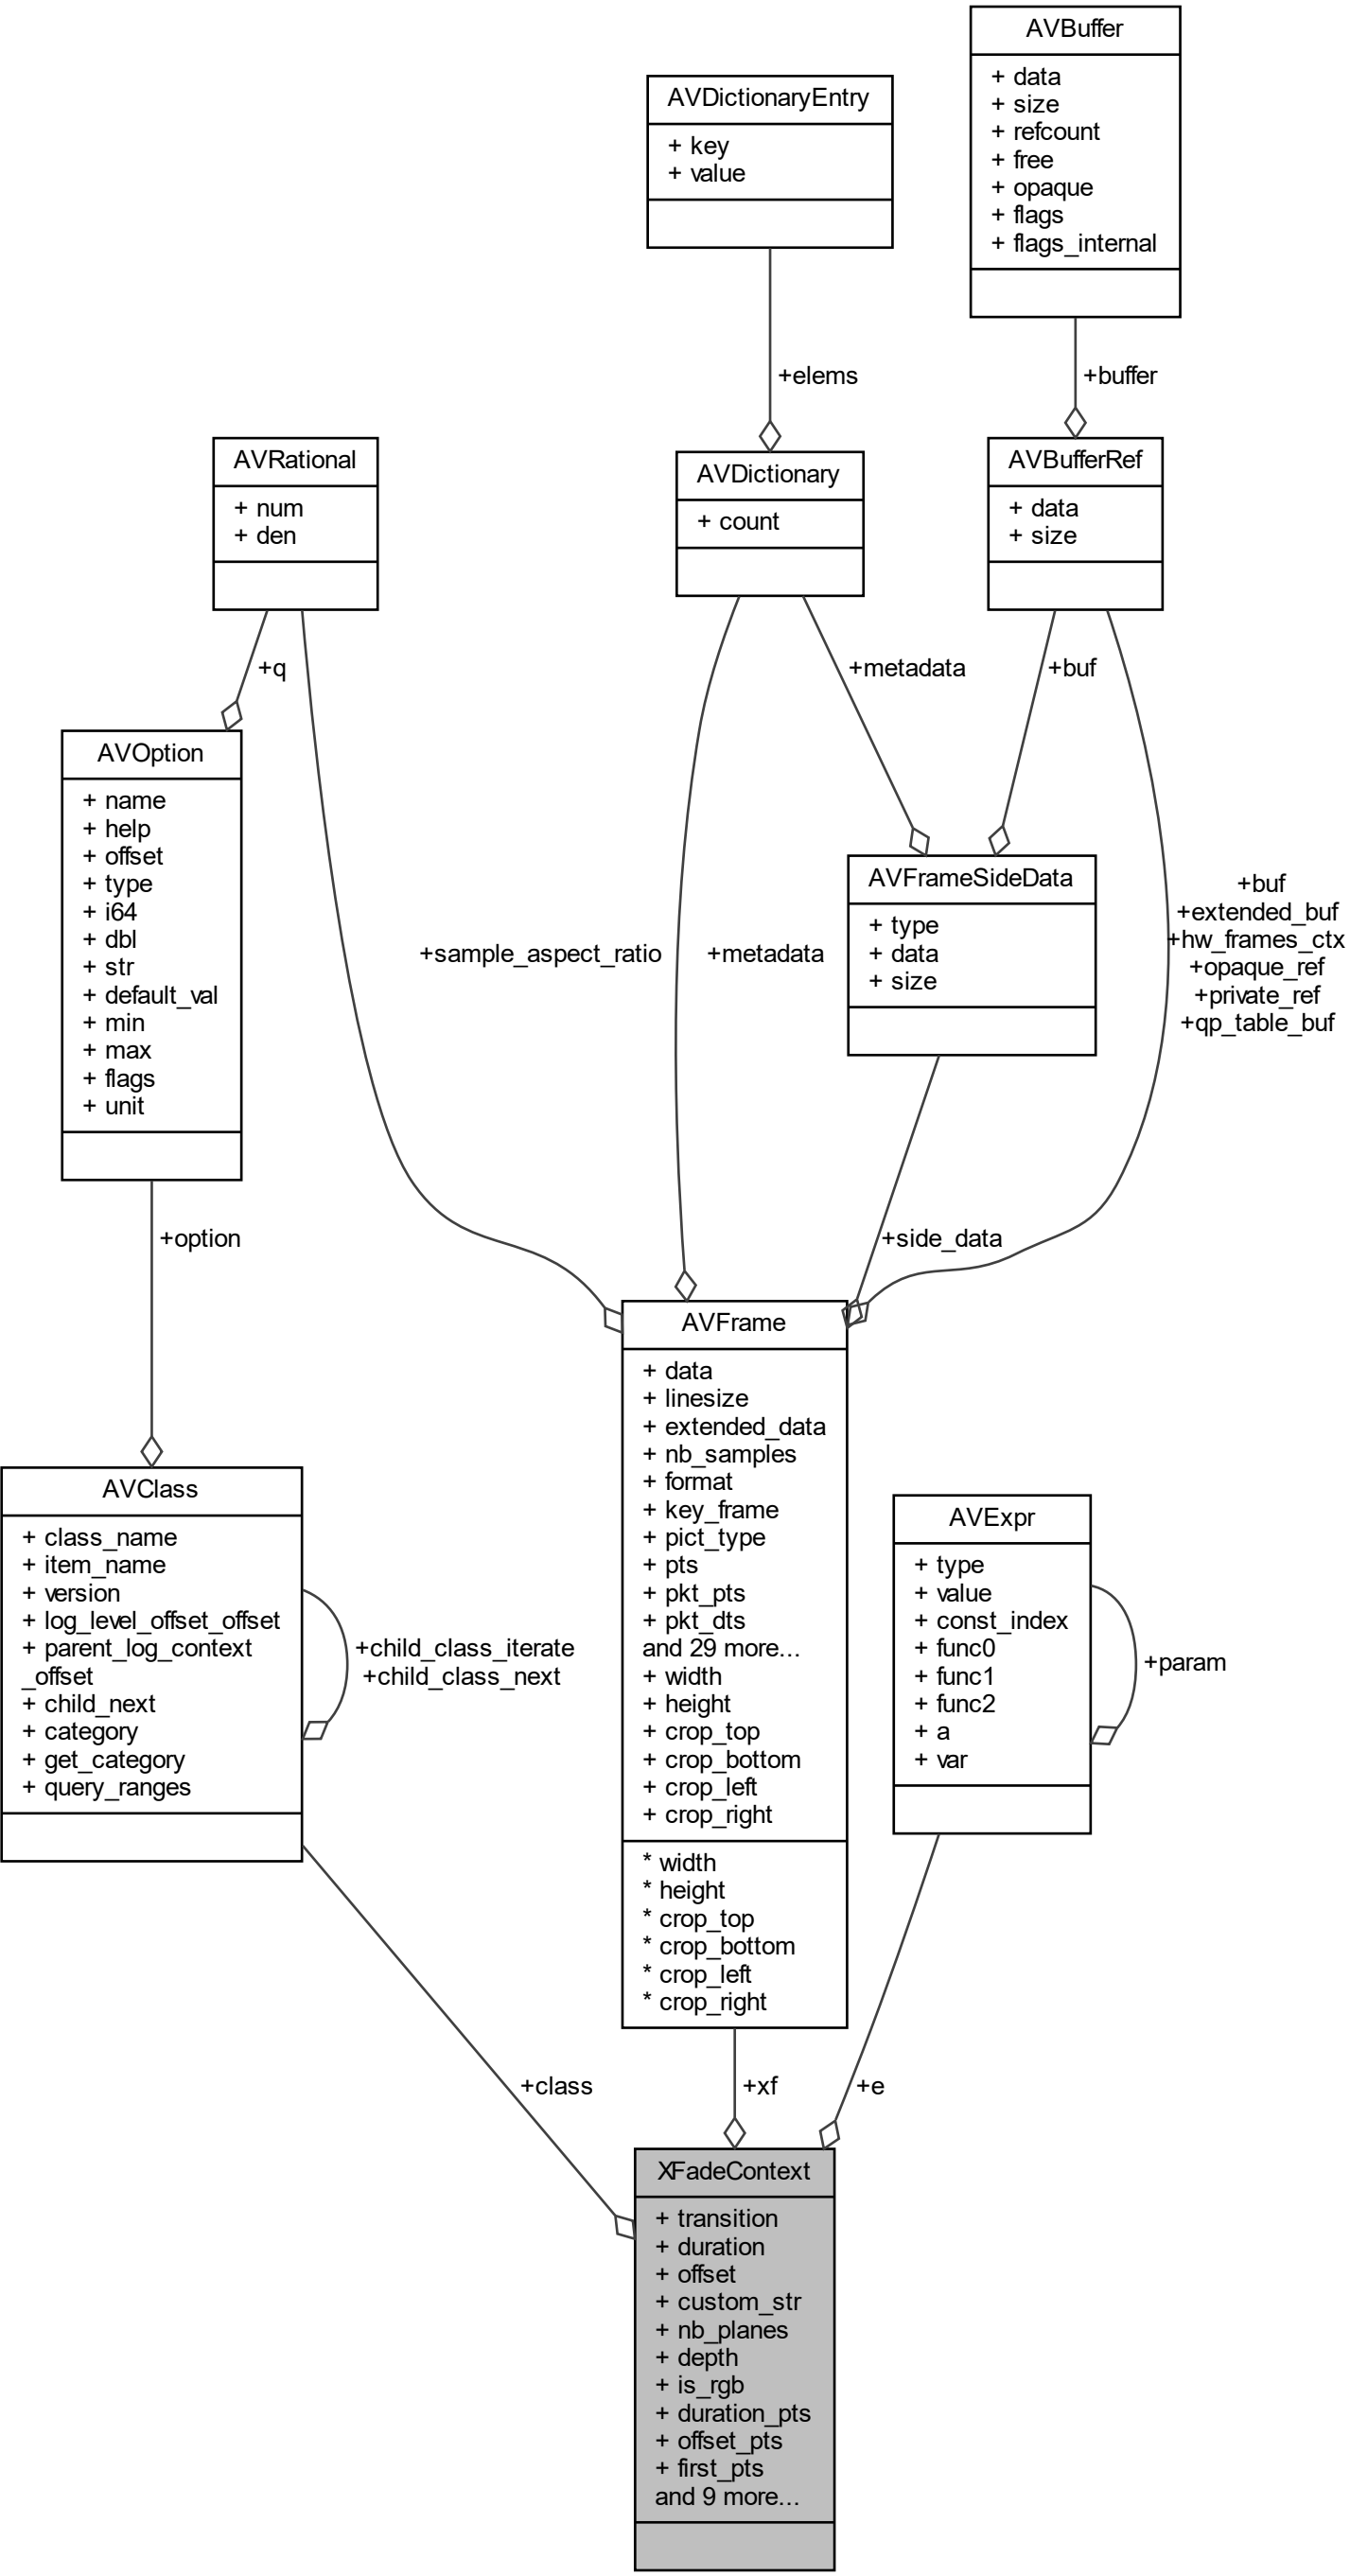 AVBuffer
+ data
+ size
+ refcount
+ free
+ opaque
+ flags
+ flags_internal
AVDictionaryEntry
+ key
+ value
+elems
+buffer
AVRational
+ num
+ den
AVDictionary
+ count
AVBufferRef
+ data
+ size
+q
+metadata
+buf
AVOption
+ name
+ help
+ offset
+ type
+ i64
+ dbl
+ str
+ default_val
+ min
+ max
+ flags
+ unit
AVFrameSideData
+ type
+ data
+ size
+sample_aspect_ratio
+metadata
+buf
+extended_buf
+hw_frames_ctx
+opaque_ref
+private_ref
+qp_table_buf
+option
+side_data
AVFrame
+ data
+ linesize
+ extended_data
+ nb_samples
+ format
+ key_frame
+ pict_type
+ pts
+ pkt_pts
+ pkt_dts
and 29 more...
+ width
+ height
+ crop_top
+ crop_bottom
+ crop_left
+ crop_right
* width
* height
* crop_top
* crop_bottom
* crop_left
* crop_right
AVClass
+ class_name
+ item_name
+ version
+ log_level_offset_offset
+ parent_log_context
_offset
+ child_next
+ category
+ get_category
+ query_ranges
+child_class_iterate
+child_class_next
AVExpr
+ type
+ value
+ const_index
+ func0
+ func1
+ func2
+ a
+ var
+param
+class
+xf
+e
XFadeContext
+ transition
+ duration
+ offset
+ custom_str
+ nb_planes
+ depth
+ is_rgb
+ duration_pts
+ offset_pts
+ first_pts
and 9 more...